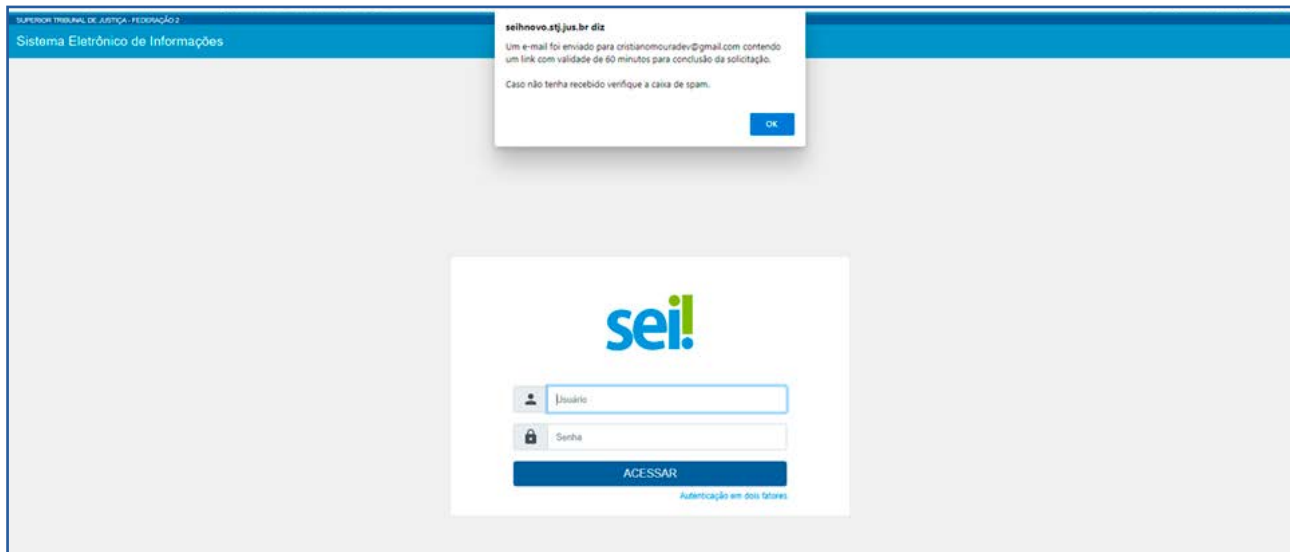 SUPERIOR TRIBUNAL DE JUSTIÇA - FEDERAÇÃO 2
Sistema Eletrônico de Informações
seihnovo.stj.jus.br diz
Um e-mail foi enviado para cristianomouradev@gmail.com contendo
um link com validade de 60 minutos para conclusão da solicitação.
Caso não tenha recebido verifique a caixa de spam.
OK
sei!
Usuário
Senha
ACESSAR
Autenticação em dois fatores